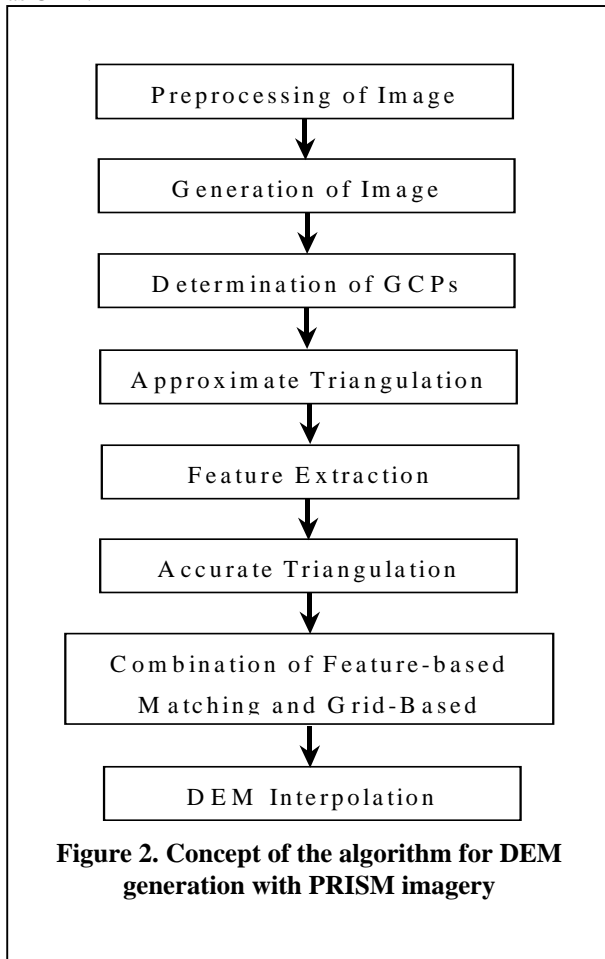 Preprocessing of Image
Generation of Image
Determination of GCPs
Approximate Triangulation
Feature Extraction
Accurate Triangulation
Combination of Feature-based
Matching and Grid-Based
DEM Interpolation
Figure 2. Concept of the algorithm for DEM
generation with PRISM imagery